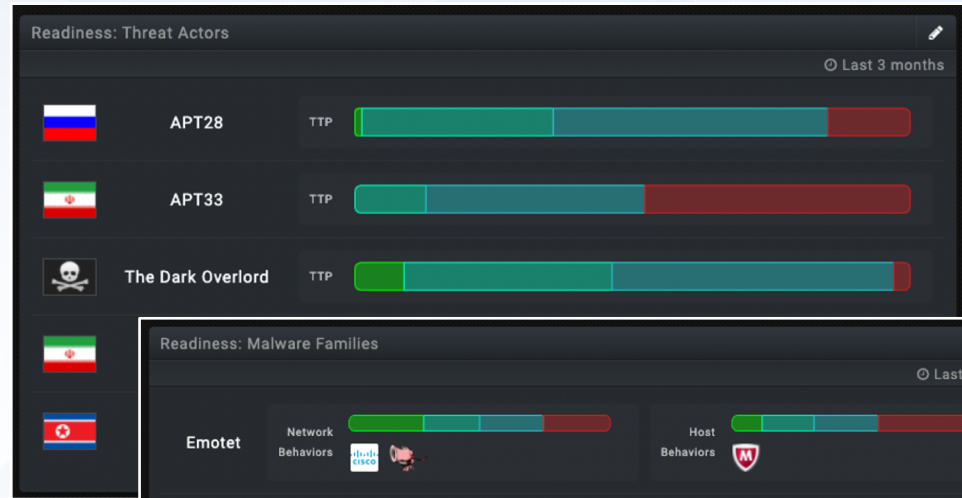 Readiness: Threat Actors
Last 3 months
APT28 TTP
APT33 TTP
The Dark Overlord TTP
Readiness: Malware Families
Last
Emotet
Network
Behaviors
cisco
Host
Behaviors
M